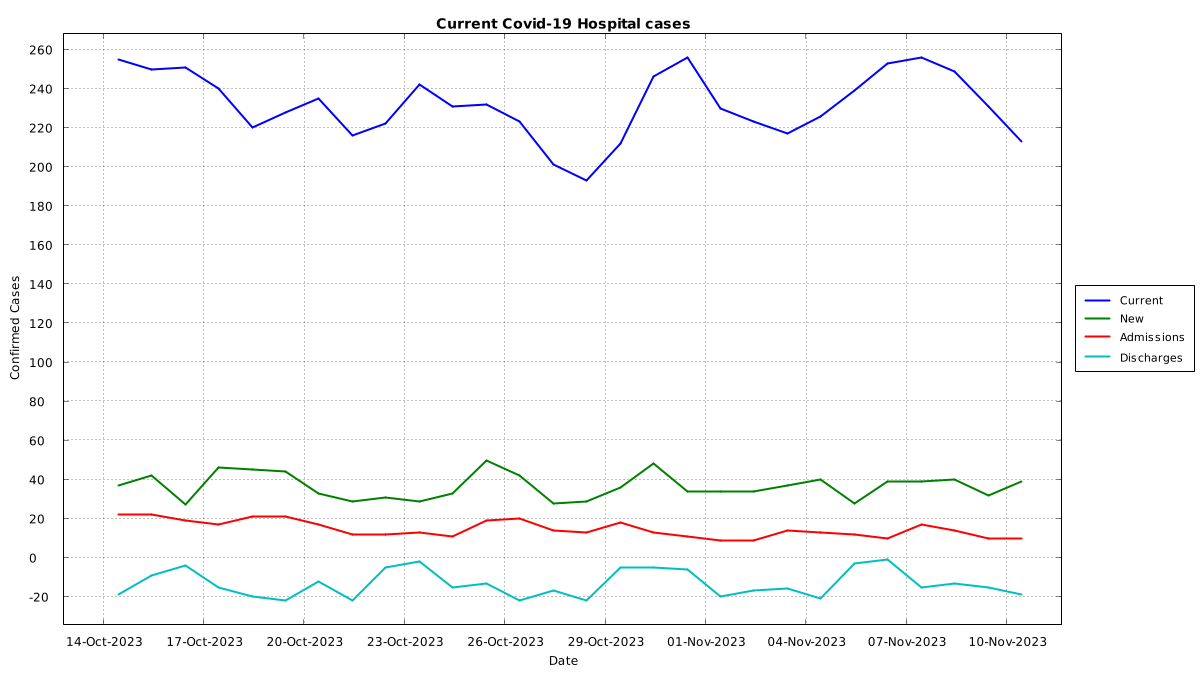 Current Covid-19 Hospital cases
260
240
220
200
180
160
140
120
100
80
60
40
20
0
-20
Confirmed Cases
14-Oct-2023 17-Oct-2023 20-Oct-2023 23-Oct-2023 26-Oct-2023 29-Oct-2023 01-Nov-2023 04-Nov-2023 07-Nov-2023 10-Nov-2023
Date
Current
New
Admissions
Discharges